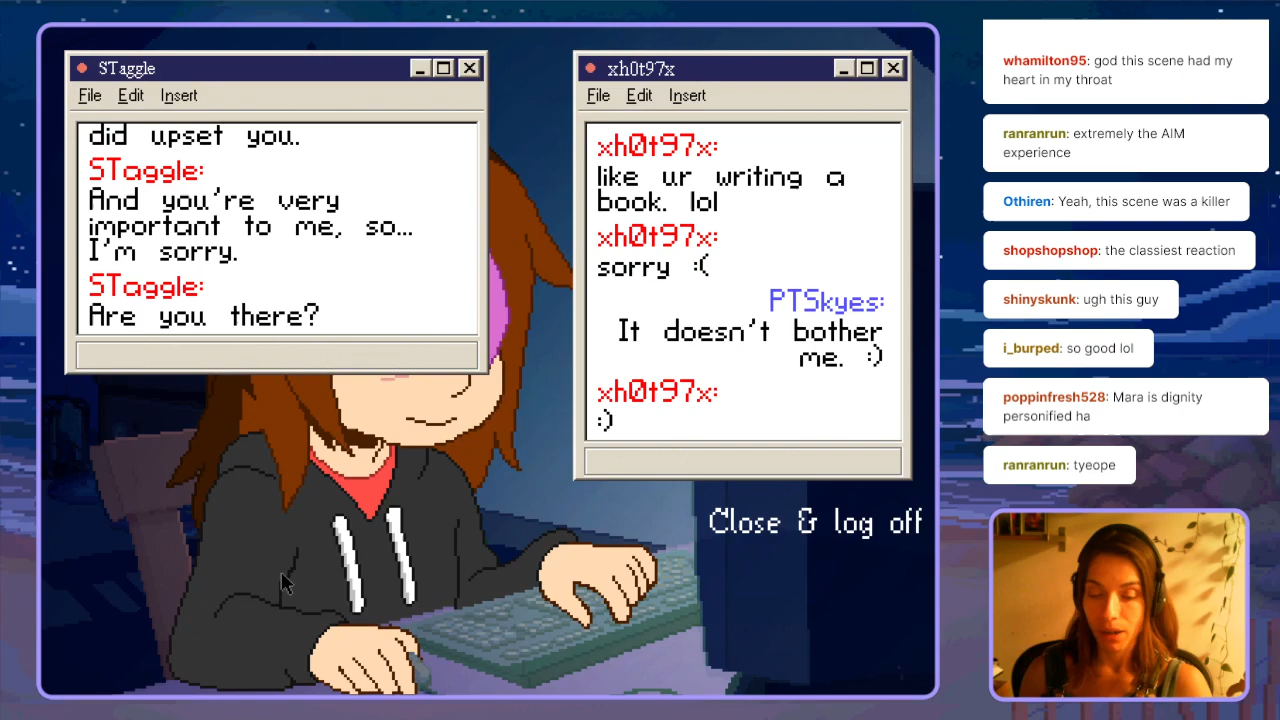 STaggle
File Edit Insert
did upset you.
STaggle:
And you're very
important to me, so...
I'm sorry.
STaggle:
Are you there?
xh0t97x
File Edit Insert
xh0t97x:
like ur writing a
book. lol
xh0t97x:
sorry :(
PTSkyes:
It doesn't bother
me. :)
xh0t97x:
:)
Close & log off
whamilton95: god this scene had my
heart in my throat
ranranrun: extremely the AIM
experience
Othiren: Yeah, this scene was a killer
shopshopshop: the classiest reaction
shinyskunk: ugh this guy
i_burped: so good lol
poppinfresh528: Mara is dignity
personified ha
ranranrun: tyeope